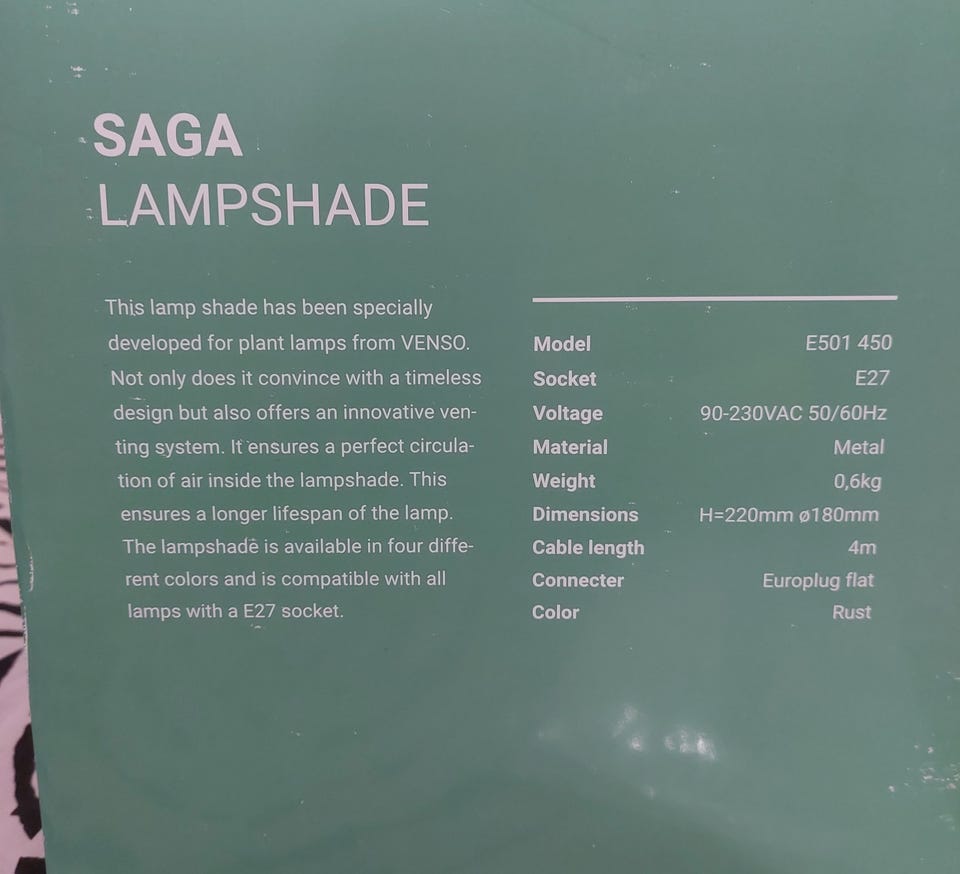 SAGA
LAMPSHADE
This lamp shade has been specially
developed for plant lamps from VENSO.
Not only does it convince with a timeless
design but also offers an innovative ven-
ting system. It ensures a perfect circula-
tion of air inside the lampshade. This
ensures a longer lifespan of the lamp.
The lampshade is available in four diffe-
rent colors and is compatible with all
lamps with a E27 socket.
Model E501 450
Socket E27
Voltage 90-230VAC 50/60Hz
Material Metal
Weight 0,6kg
Dimensions H=220mm ø180mm
Cable length 4m
Connecter Europlug flat
Color Rust